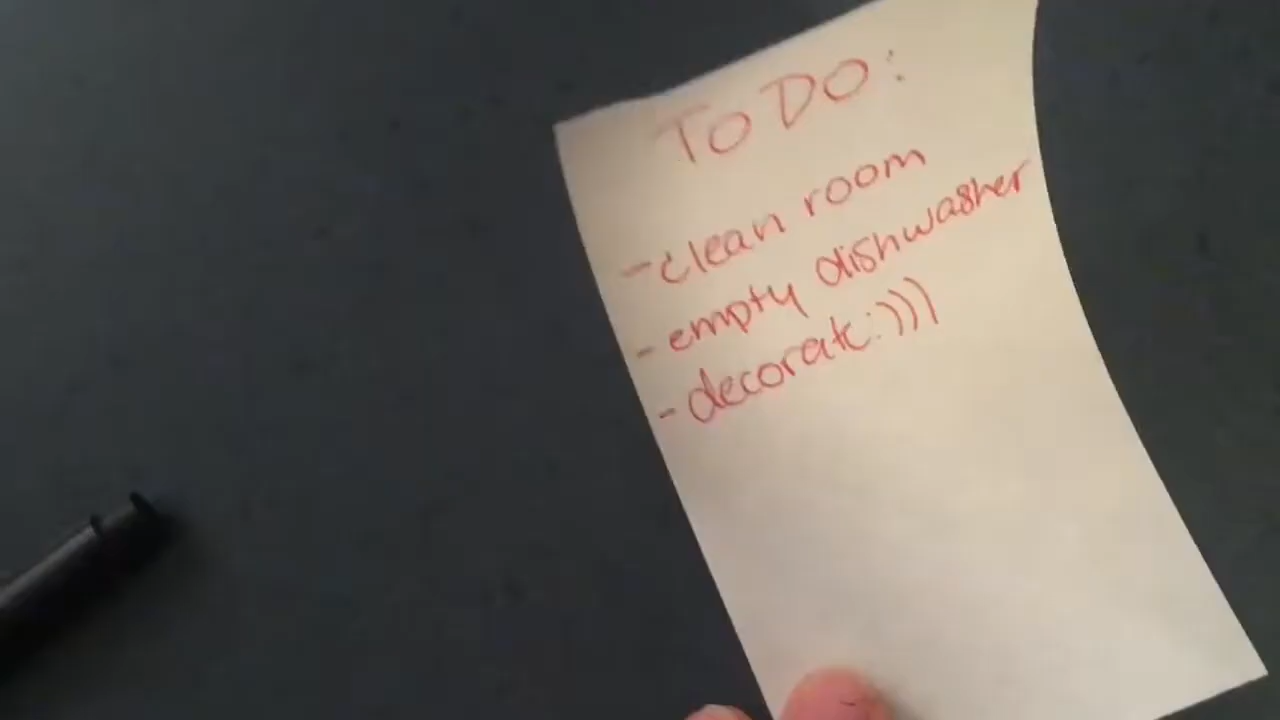 TO DO:
- clean room
- empty dishwasher
- decorate :)))